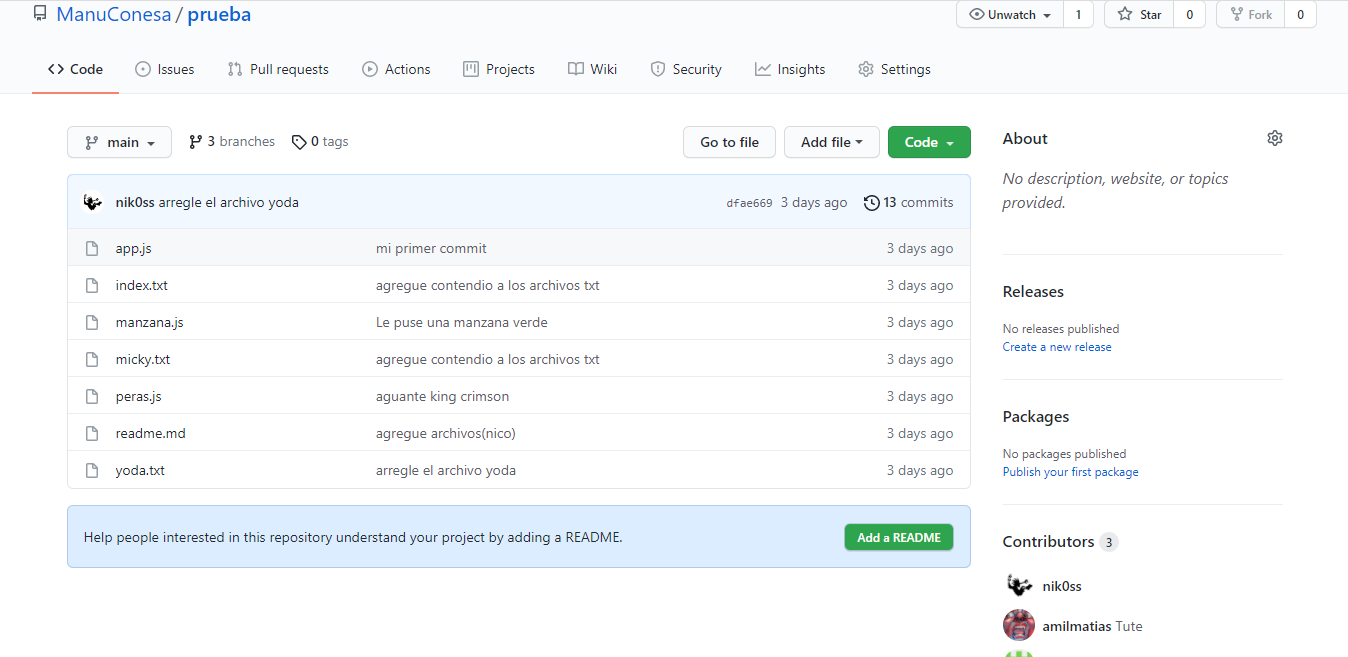 ManuConesa / prueba
Unwatch 1 Star 0 Fork 0
Code Issues Pull requests Actions Projects Wiki Security Insights Settings
main 3 branches 0 tags Go to file Add file Code
nik0ss arregle el archivo yoda dfae669 3 days ago 13 commits
app.js mi primer commit 3 days ago
index.txt agregue contendio a los archivos txt 3 days ago
manzana.js Le puse una manzana verde 3 days ago
micky.txt agregue contendio a los archivos txt 3 days ago
peras.js aguante king crimson 3 days ago
readme.md agregue archivos(nico) 3 days ago
yoda.txt arregle el archivo yoda 3 days ago
Help people interested in this repository understand your project by adding a README. Add a README
About
No description, website, or topics
provided.
Releases
No releases published
Create a new release
Packages
No packages published
Publish your first package
Contributors 3
nik0ss
amilmatias Tute